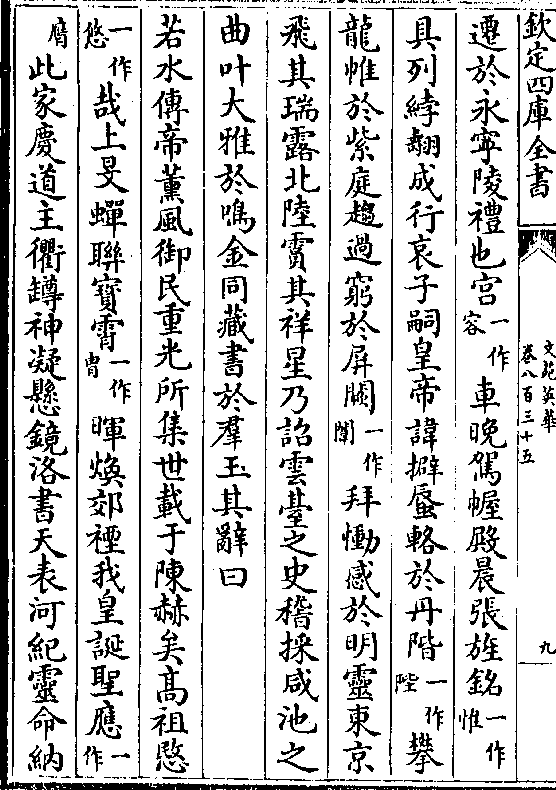 欽定四庫全書
文苑英華
卷八百三十五
九
遷於永寧陵禮也宮一作容車晚駕幄殿晨張旌銘一作惟
具列綍翣成行哀子嗣皇帝諱擗蜃輅於丹階一作陛攀
龍帷於紫庭趨過窮於屏闕一作闈拜慟感於明靈東京
飛其瑞露北陸霣其祥星乃詔雲臺之史稽採咸池之
曲叶大雅於鳴金同藏書於羣玉其辭曰
若水傳帝薰風御民重光所集世載于陳赫矣髙祖愍
一作悠哉上旻蟬聯寶霄一作胄暉煥郊禋我皇誕聖應一作
膺此家慶道主衢罇神凝懸鏡洛書天表河紀靈命納